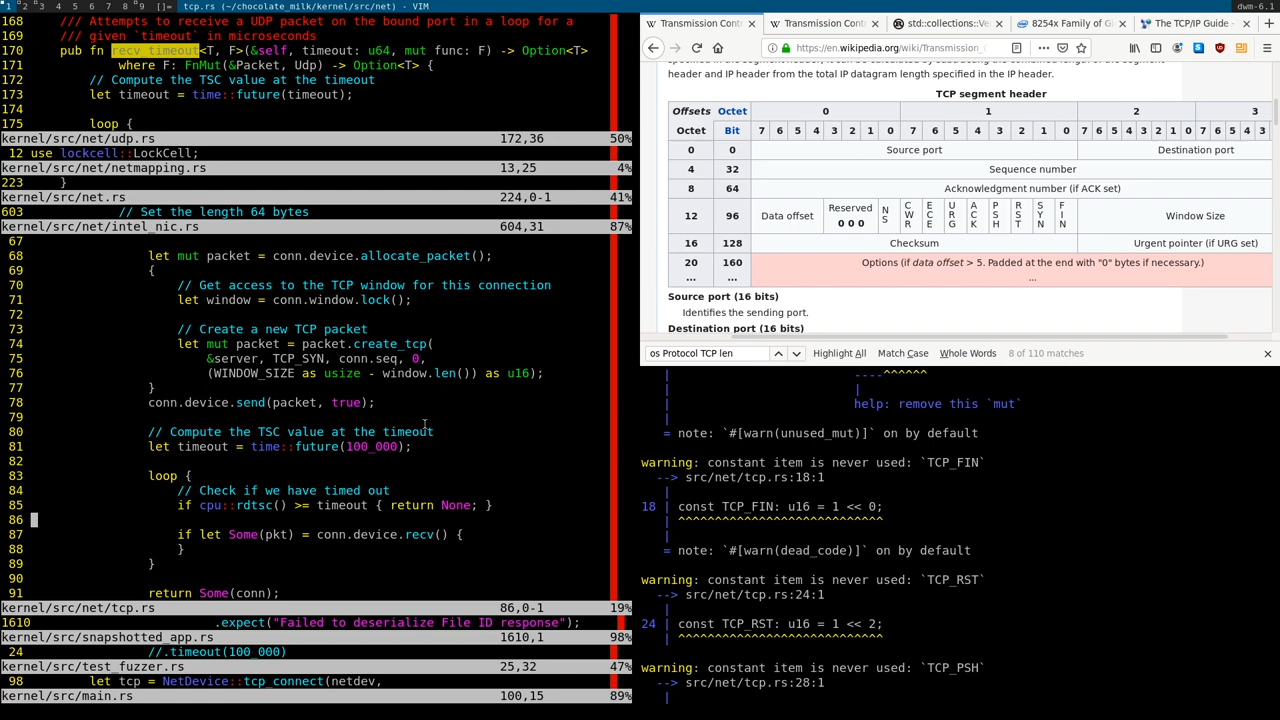 1 2 3 4 5 6 7 8 9 []= tcp.rs (~/chocolate_milk/kernel/src/net) - VIM dwm-6.1
168 /// Attempts to receive a UDP packet on the bound port in a loop for a
169 /// given `timeout` in microseconds
170 pub fn recv_timeout<T, F>(&self, timeout: u64, mut func: F) -> Option<T>
171 where F: FnMut(&Packet, Udp) -> Option<T> {
172 // Compute the TSC value at the timeout
173 let timeout = time::future(timeout);
174
175 loop {
kernel/src/net/udp.rs 172,36 50%
12 use lockcell::LockCell;
kernel/src/net/netmapping.rs 13,25 4%
223 }
kernel/src/net.rs 224,0-1 41%
603 // Set the length 64 bytes
kernel/src/net/intel_nic.rs 604,31 87%
67
68 let mut packet = conn.device.allocate_packet();
69 {
70 // Get access to the TCP window for this connection
71 let window = conn.window.lock();
72
73 // Create a new TCP packet
74 let mut packet = packet.create_tcp(
75 &server, TCP_SYN, conn.seq, 0,
76 (WINDOW_SIZE as usize - window.len()) as u16);
77 }
78 conn.device.send(packet, true);
79
80 // Compute the TSC value at the timeout
81 let timeout = time::future(100_000);
82
83 loop {
84 // Check if we have timed out
85 if cpu::rdtsc() >= timeout { return None; }
86
87 if let Some(pkt) = conn.device.recv() {
88 }
89 }
90
91 return Some(conn);
kernel/src/net/tcp.rs 86,0-1 19%
1610 .expect("Failed to deserialize File ID response");
kernel/src/snapshotted_app.rs 1610,1 98%
24 //.timeout(100_000)
kernel/src/test_fuzzer.rs 25,32 47%
98 let tcp = NetDevice::tcp_connect(netdev,
kernel/src/main.rs 100,15 89%
Transmission Contr Transmission Contr std::collections::Ve 8254x Family of Gi The TCP/IP Guide -
https://en.wikipedia.org/wiki/Transmission_
header and IP header from the total IP datagram length specified in the IP header.
TCP segment header
Offsets Octet 0 1 2 3
Octet Bit 7 6 5 4 3 2 1 0 7 6 5 4 3 2 1 0 7 6 5 4 3 2 1 0 7 6 5 4 3
0 0 Source port Destination port
4 32 Sequence number
8 64 Acknowledgment number (if ACK set)
12 96 Data offset Reserved 0 0 0 NS CWR ECE URG ACK PSH RST SYN FIN Window Size
16 128 Checksum Urgent pointer (if URG set)
20 160 Options (if data offset > 5. Padded at the end with "0" bytes if necessary.)
... ... ...
Source port (16 bits)
Identifies the sending port.
Destination port (16 bits)
os Protocol TCP len Highlight All Match Case Whole Words 8 of 110 matches
| ----^^^^^^
| |
| help: remove this `mut`
|
= note: `#[warn(unused_mut)]` on by default
warning: constant item is never used: `TCP_FIN`
--> src/net/tcp.rs:18:1
|
18 | const TCP_FIN: u16 = 1 << 0;
| ^^^^^^^^^^^^^^^^^^^^^^^^^^^^
|
= note: `#[warn(dead_code)]` on by default
warning: constant item is never used: `TCP_RST`
--> src/net/tcp.rs:24:1
|
24 | const TCP_RST: u16 = 1 << 2;
| ^^^^^^^^^^^^^^^^^^^^^^^^^^^^
warning: constant item is never used: `TCP_PSH`
--> src/net/tcp.rs:28:1
|